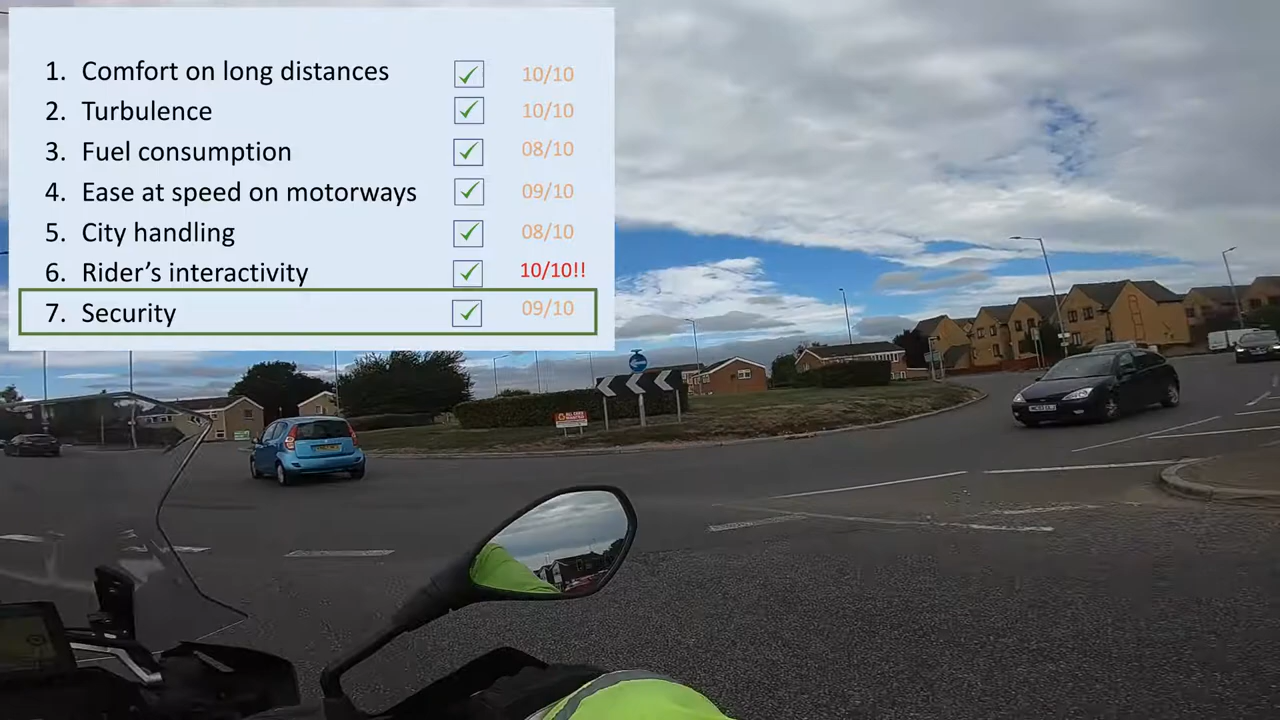 1. Comfort on long distances 10/10
2. Turbulence 10/10
3. Fuel consumption 08/10
4. Ease at speed on motorways 09/10
5. City handling 08/10
6. Rider's interactivity 10/10!!
7. Security 09/10